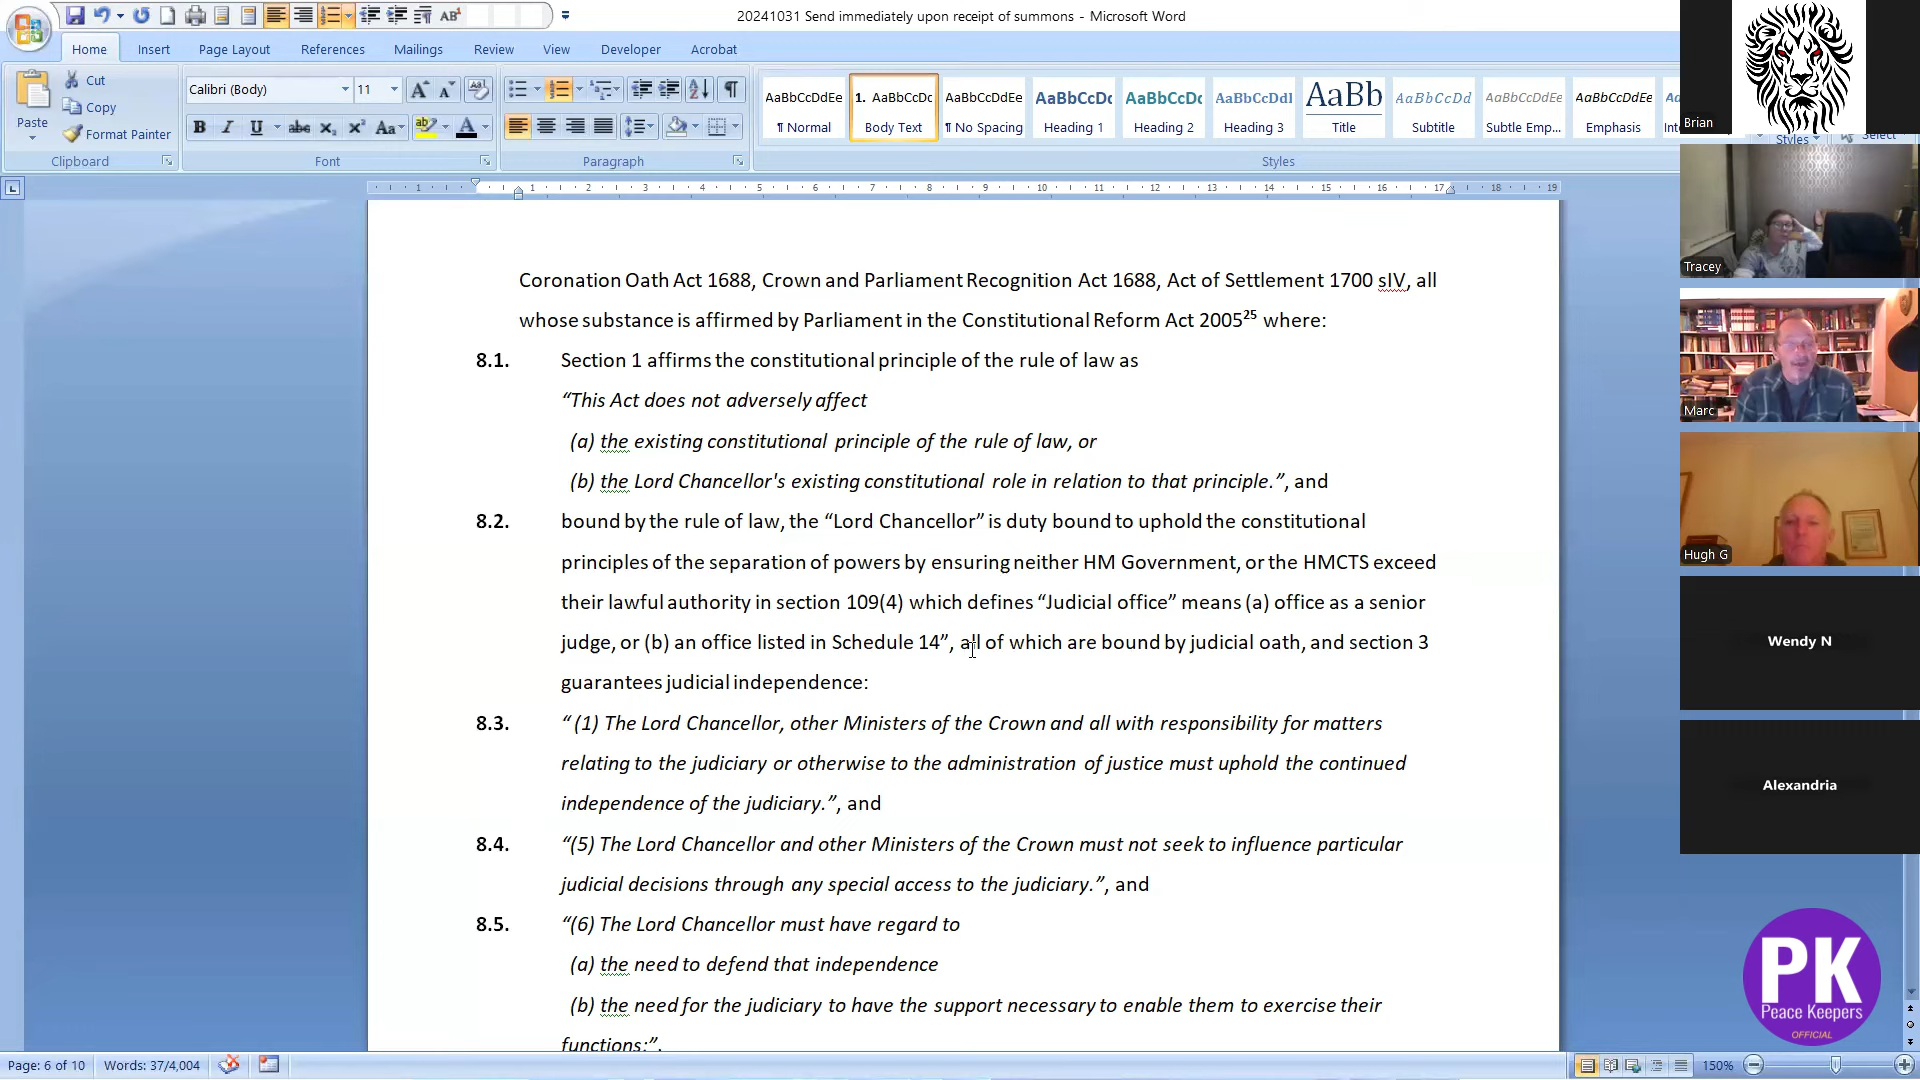 20241031 Send immediately upon receipt of summons - Microsoft Word
Home Insert Page Layout References Mailings Review View Developer Acrobat
Paste
Cut
Copy
Format Painter
Clipboard
Calibri (Body) 11
Font
Paragraph
AaBbCcDdEe 1. AaBbCcDc AaBbCcDdEe AaBbCcDc AaBbCcDc AaBbCcDdI AaBb AaBbCcDd AaBbCcDdEe AaBbCcDdEe
¶ Normal Body Text ¶ No Spacing Heading 1 Heading 2 Heading 3 Title Subtitle Subtle Emp... Emphasis
Styles
Styles
Select
Coronation Oath Act 1688, Crown and Parliament Recognition Act 1688, Act of Settlement 1700 sIV, all
whose substance is affirmed by Parliament in the Constitutional Reform Act 2005²⁵ where:
8.1. Section 1 affirms the constitutional principle of the rule of law as
“This Act does not adversely affect
(a) the existing constitutional principle of the rule of law, or
(b) the Lord Chancellor's existing constitutional role in relation to that principle.”, and
8.2. bound by the rule of law, the “Lord Chancellor” is duty bound to uphold the constitutional
principles of the separation of powers by ensuring neither HM Government, or the HMCTS exceed
their lawful authority in section 109(4) which defines “Judicial office” means (a) office as a senior
judge, or (b) an office listed in Schedule 14”, all of which are bound by judicial oath, and section 3
guarantees judicial independence:
8.3. “ (1) The Lord Chancellor, other Ministers of the Crown and all with responsibility for matters
relating to the judiciary or otherwise to the administration of justice must uphold the continued
independence of the judiciary.”, and
8.4. “(5) The Lord Chancellor and other Ministers of the Crown must not seek to influence particular
judicial decisions through any special access to the judiciary.”, and
8.5. “(6) The Lord Chancellor must have regard to
(a) the need to defend that independence
(b) the need for the judiciary to have the support necessary to enable them to exercise their
functions;”.
Page: 6 of 10 Words: 37/4,004
150%
Brian
Tracey
Marc
Hugh G
Wendy N
Alexandria
PK
Peace Keepers
OFFICIAL